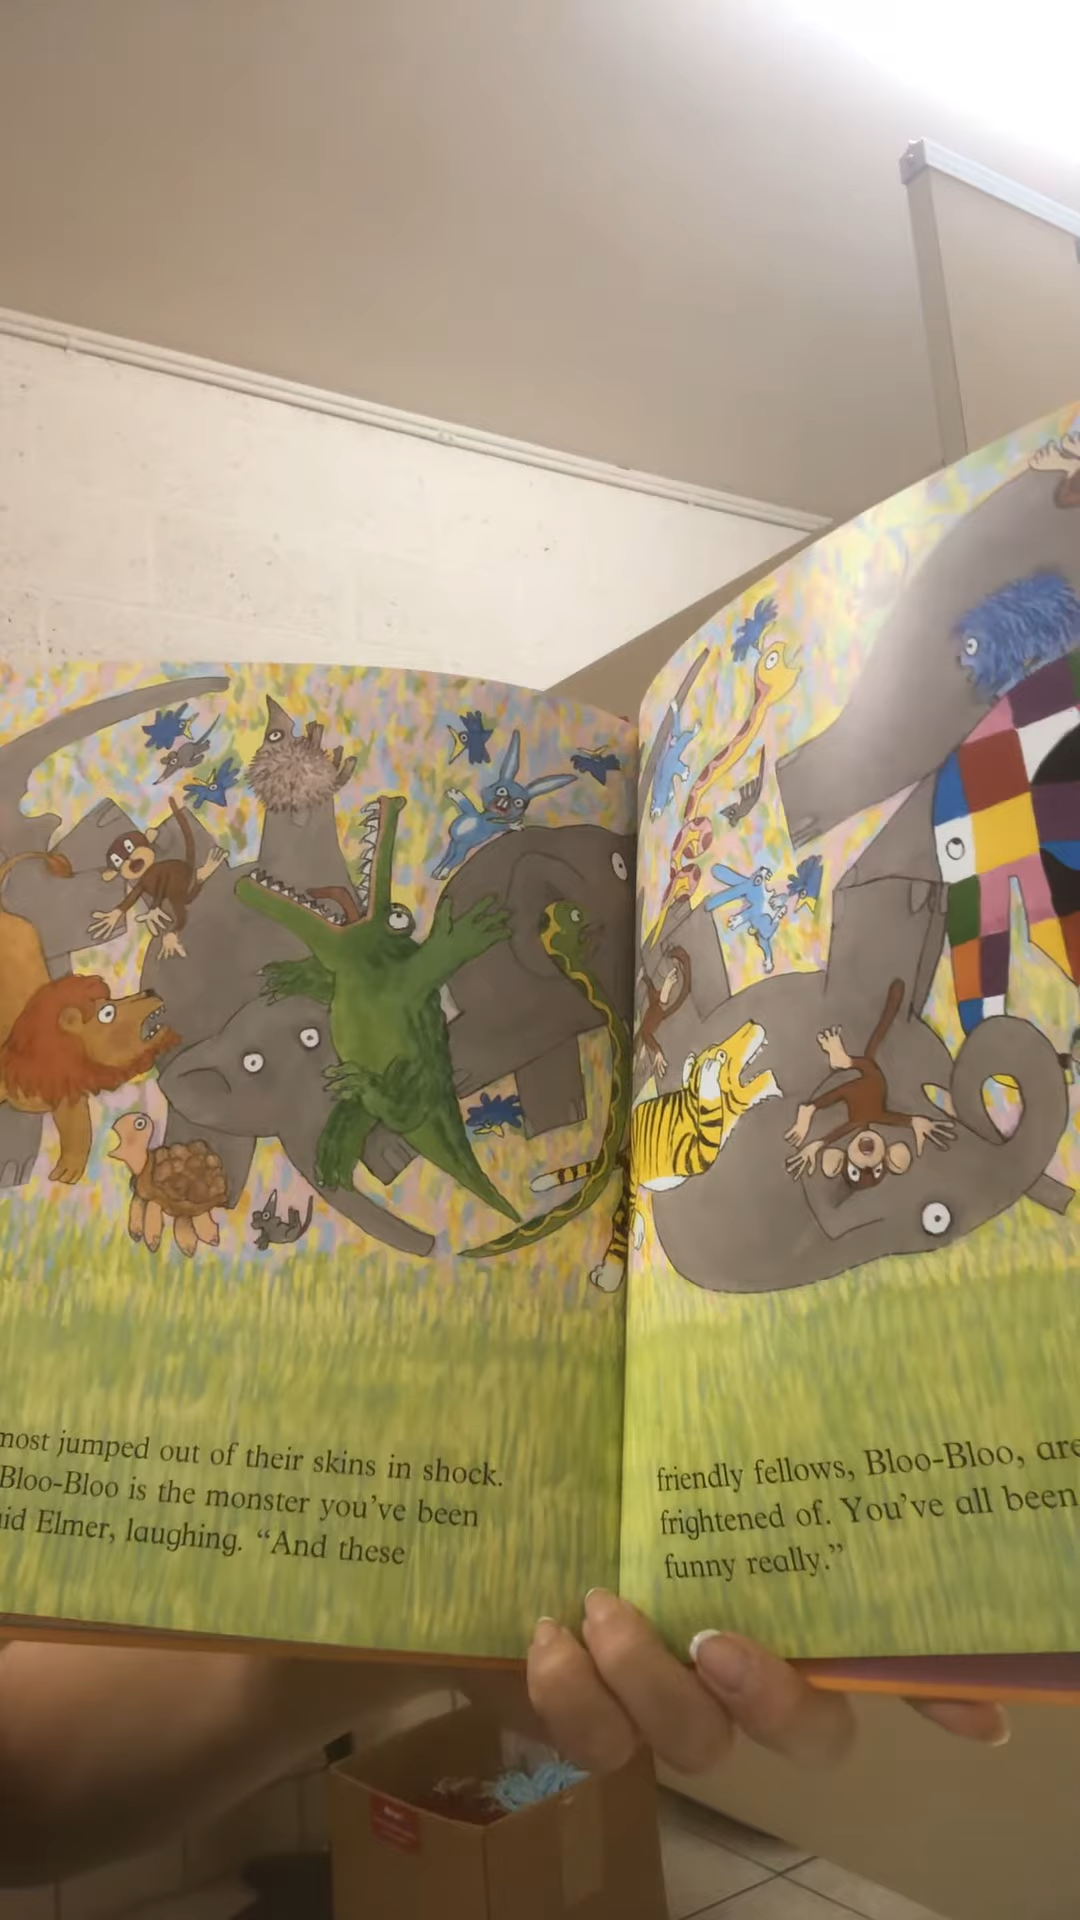 most jumped out of their skins in shock.
Bloo-Bloo is the monster you've been
aid Elmer, laughing. “And these
friendly fellows, Bloo-Bloo, are
frightened of. You've all been
funny really.”